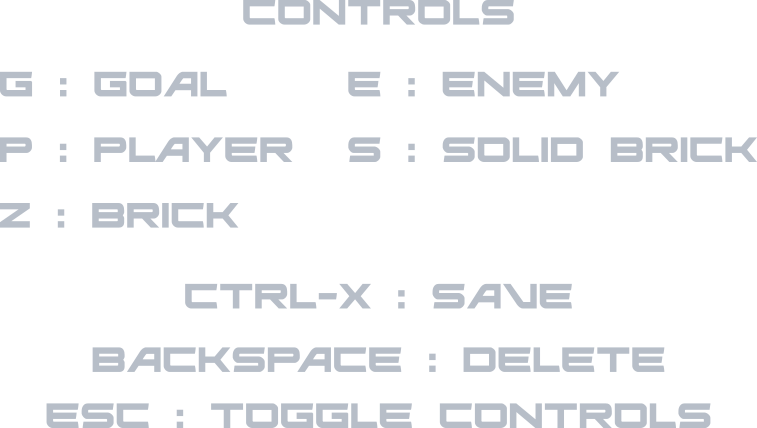 CONTROLS
G : GOAL E : ENEMY
P : PLAYER S : SOLID BRICK
Z : BRICK
CTRL-X : SAVE
BACKSPACE : DELETE
ESC : TOGGLE CONTROLS